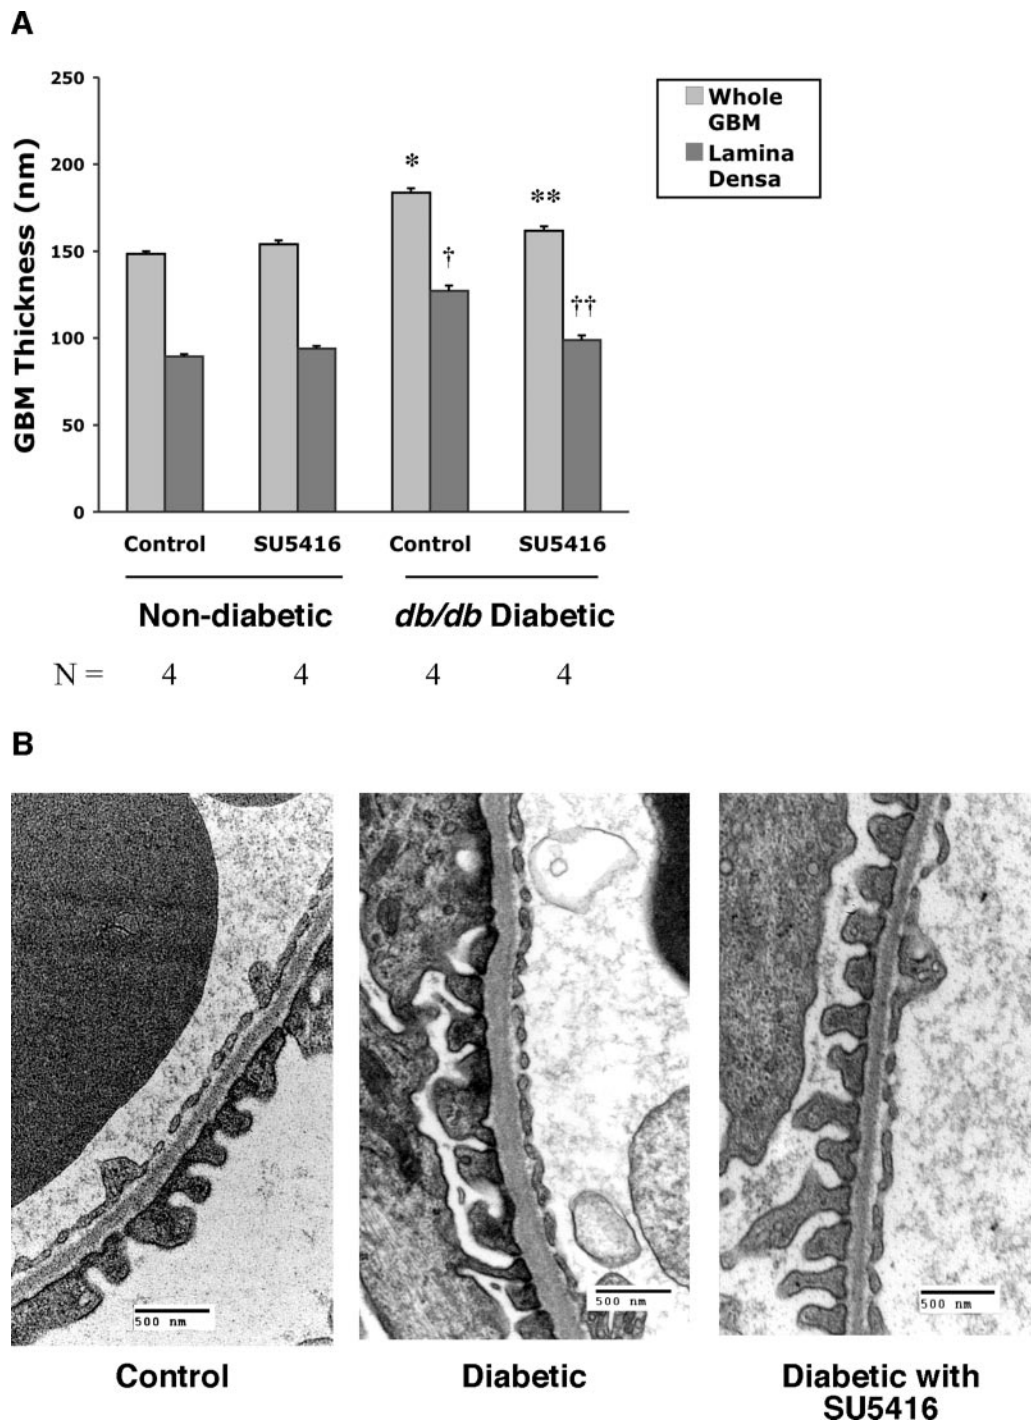 A
250
200
150
100
50
0
GBM Thickness (nm)
*
†
**
††
Whole
GBM
Lamina
Densa
Control SU5416 Control SU5416
Non-diabetic db/db Diabetic
N = 4 4 4 4
B
500 nm 500 nm 500 nm
Control Diabetic Diabetic with
SU5416